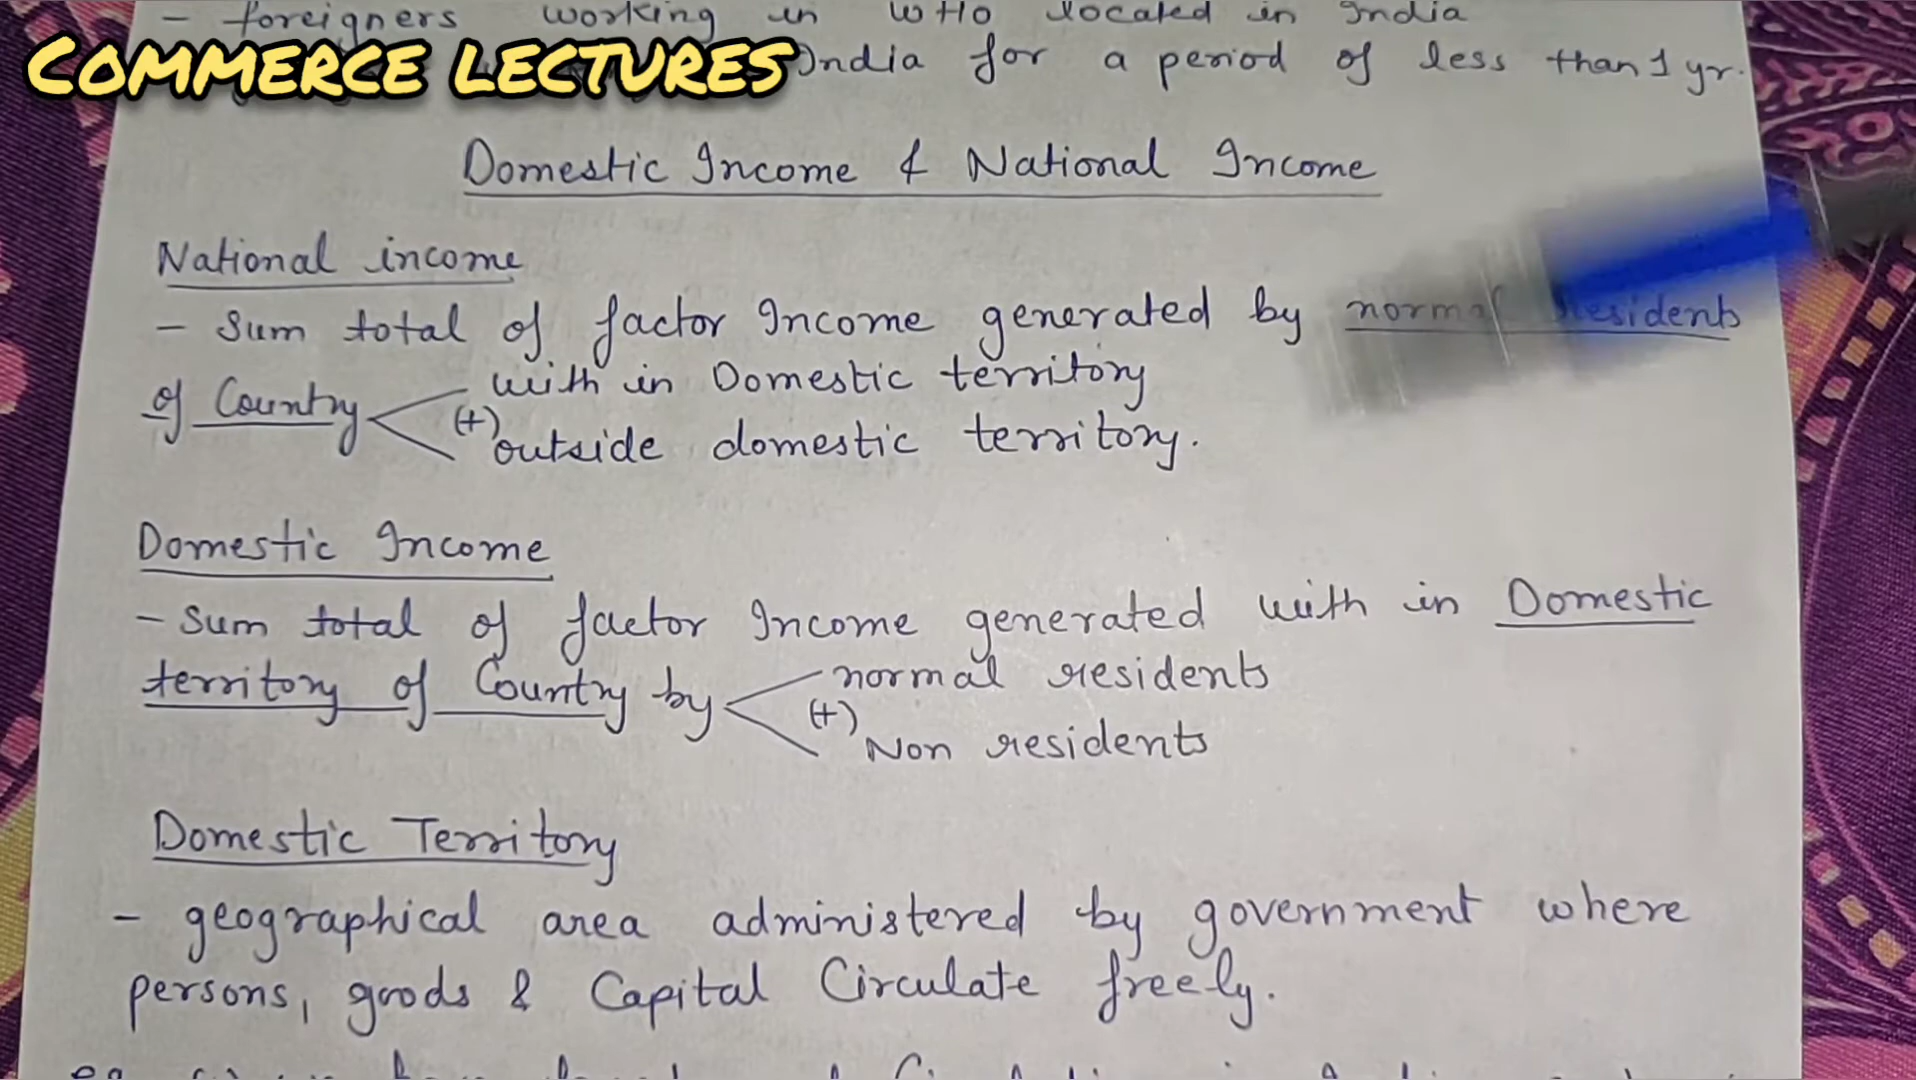 - foreigners working in WHO located in India
COMMERCE LECTURES
India for a period of less than 1 yr.
Domestic Income & National Income
National income
- Sum total of factor Income generated by normal residents
of Country with in Domestic territory
(+)
outside domestic territory.
Domestic Income
- Sum total of factor Income generated with in Domestic
territory of Country by normal residents
(+)
Non residents
Domestic Territory
- geographical area administered by government where
persons, goods & Capital Circulate freely.